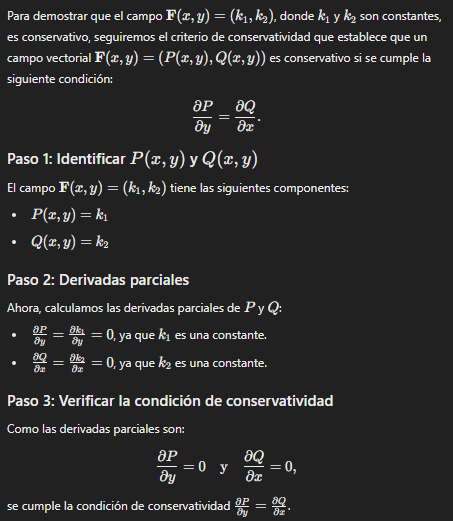 Para demostrar que el campo F(x, y) = (k₁, k₂), donde k₁ y k₂ son constantes,
es conservativo, seguiremos el criterio de conservatividad que establece que un
campo vectorial F(x, y) = (P(x, y), Q(x, y)) es conservativo si se cumple la
siguiente condición:
∂P/∂y = ∂Q/∂x.
Paso 1: Identificar P(x, y) y Q(x, y)
El campo F(x, y) = (k₁, k₂) tiene las siguientes componentes:
• P(x, y) = k₁
• Q(x, y) = k₂
Paso 2: Derivadas parciales
Ahora, calculamos las derivadas parciales de P y Q:
• ∂P/∂y = ∂k₁/∂y = 0, ya que k₁ es una constante.
• ∂Q/∂x = ∂k₂/∂x = 0, ya que k₂ es una constante.
Paso 3: Verificar la condición de conservatividad
Como las derivadas parciales son:
∂P/∂y = 0 y ∂Q/∂x = 0,
se cumple la condición de conservatividad ∂P/∂y = ∂Q/∂x.